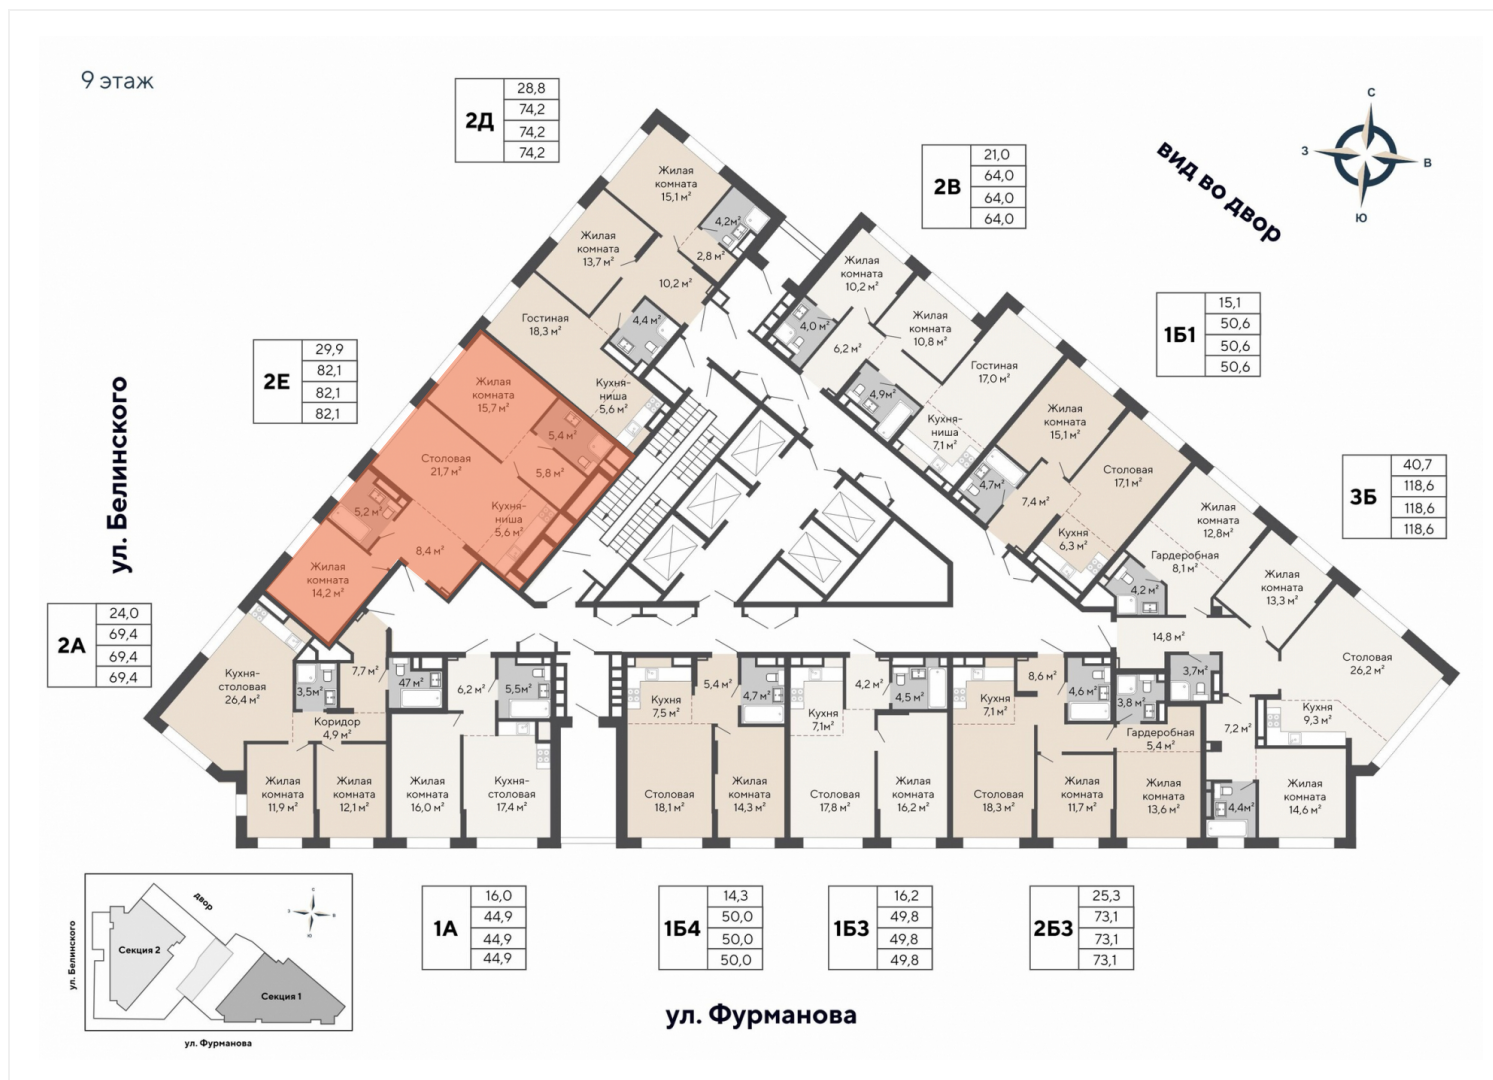 9 этаж
2Д
28,8
74,2
74,2
74,2
2В
21,0
64,0
64,0
64,0
С
З
В
Ю
вид во двор
1Б1
15,1
50,6
50,6
50,6
2Е
29,9
82,1
82,1
82,1
ул. Белинского
3Б
40,7
118,6
118,6
118,6
2А
24,0
69,4
69,4
69,4
Жилая
комната
15,1 м²
4,2м²
2,8 м²
Жилая
комната
13,7 м²
10,2 м²
4,4 м²
Гостиная
18,3 м²
Кухня-
ниша
5,6 м²
Жилая
комната
15,7 м²
5,4 м²
5,8 м²
Столовая
21,7 м²
Кухня-
ниша
5,6 м²
5,2 м²
8,4 м²
Жилая
комната
14,2 м²
Жилая
комната
10,2 м²
4,0 м²
6,2 м²
Жилая
комната
10,8 м²
4,9м²
Гостиная
17,0 м²
Кухня-
ниша
7,1 м²
Жилая
комната
15,1 м²
4,7м²
7,4 м²
Столовая
17,1 м²
Кухня
6,3 м²
Жилая
комната
12,8м²
Гардеробная
8,1 м²
4,2 м²
Жилая
комната
13,3 м²
14,8 м²
3,7м²
Столовая
26,2 м²
Кухня
9,3 м²
7,2 м²
4,4м²
Жилая
комната
14,6 м²
Кухня-
столовая
26,4 м²
3,5м²
7,7 м²
Коридор
4,9 м²
Жилая
комната
11,9 м²
Жилая
комната
12,1 м²
47 м²
6,2 м²
5,5м²
Жилая
комната
16,0 м²
Кухня-
столовая
17,4 м²
Кухня
7,5 м²
5,4 м²
4,7 м²
Столовая
18,1 м²
Жилая
комната
14,3 м²
Кухня
7,1м²
4,2 м²
4,5 м²
Столовая
17,8 м²
Жилая
комната
16,2 м²
Кухня
7,1 м²
8,6 м²
4,6 м²
3,8 м²
Гардеробная
5,4 м²
Столовая
18,3 м²
Жилая
комната
11,7 м²
Жилая
комната
13,6 м²
1А
16,0
44,9
44,9
44,9
1Б4
14,3
50,0
50,0
50,0
1Б3
16,2
49,8
49,8
49,8
2Б3
25,3
73,1
73,1
73,1
ул. Фурманова
двор
Секция 2
Секция 1
ул. Белинского
ул. Фурманова